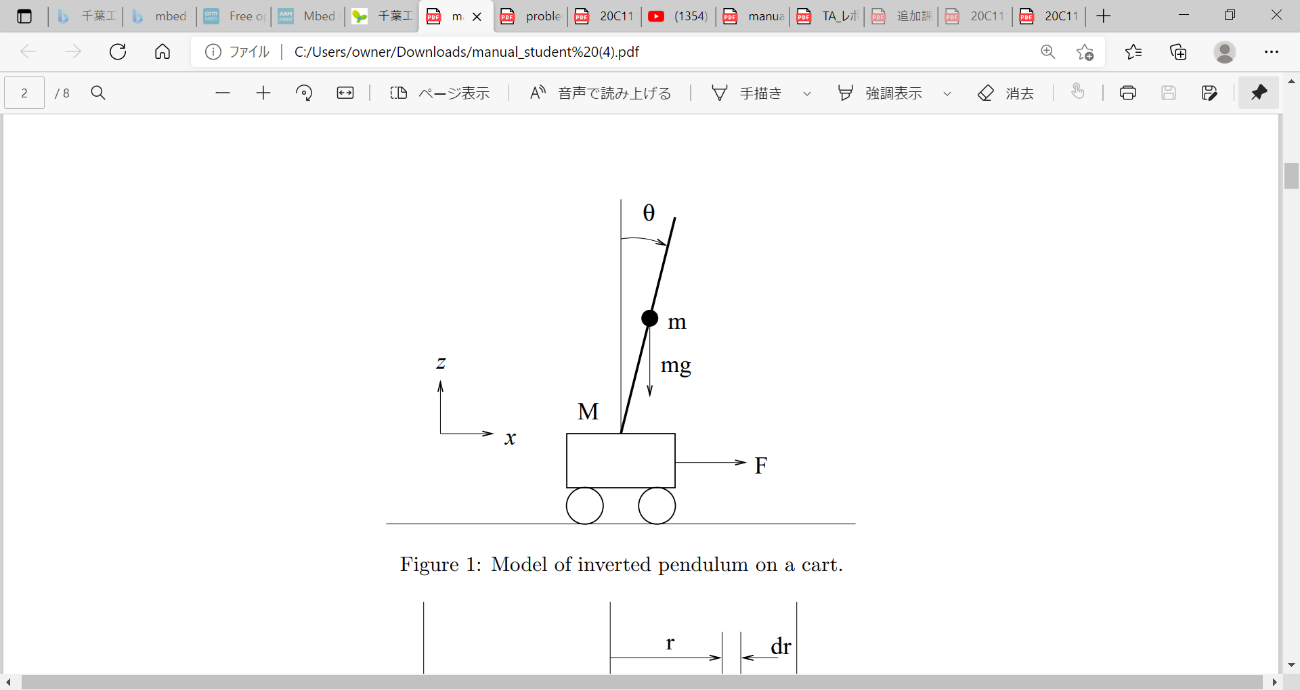 千葉工
mbed
Free o
Mbed
千葉工
m
proble
20C11
(1354)
manua
TA_レポ
追加
20C11
20C11
ファイル
C:/Users/owner/Downloads/manual_student%20(4).pdf
2 / 8
ページ表示
音声で読み上げる
手描き
強調表示
消去
θ
m
mg
z
M
x
F
Figure 1: Model of inverted pendulum on a cart.
r
dr